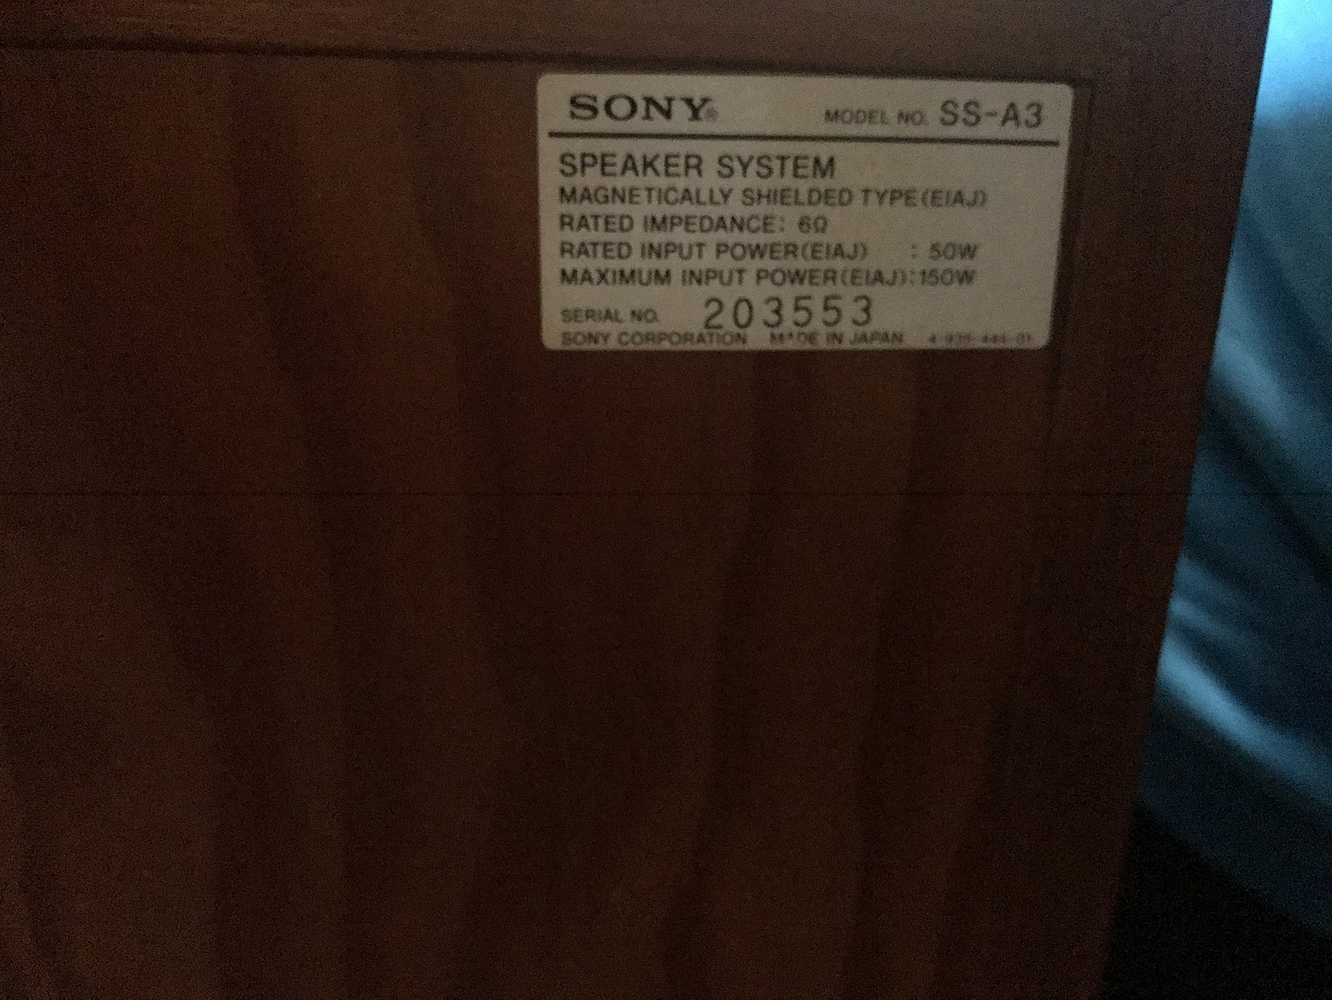 SONY® MODEL NO. SS-A3
SPEAKER SYSTEM
MAGNETICALLY SHIELDED TYPE(EIAJ)
RATED IMPEDANCE: 6Ω
RATED INPUT POWER(EIAJ) : 50W
MAXIMUM INPUT POWER(EIAJ):150W
SERIAL NO. 203553
SONY CORPORATION MADE IN JAPAN